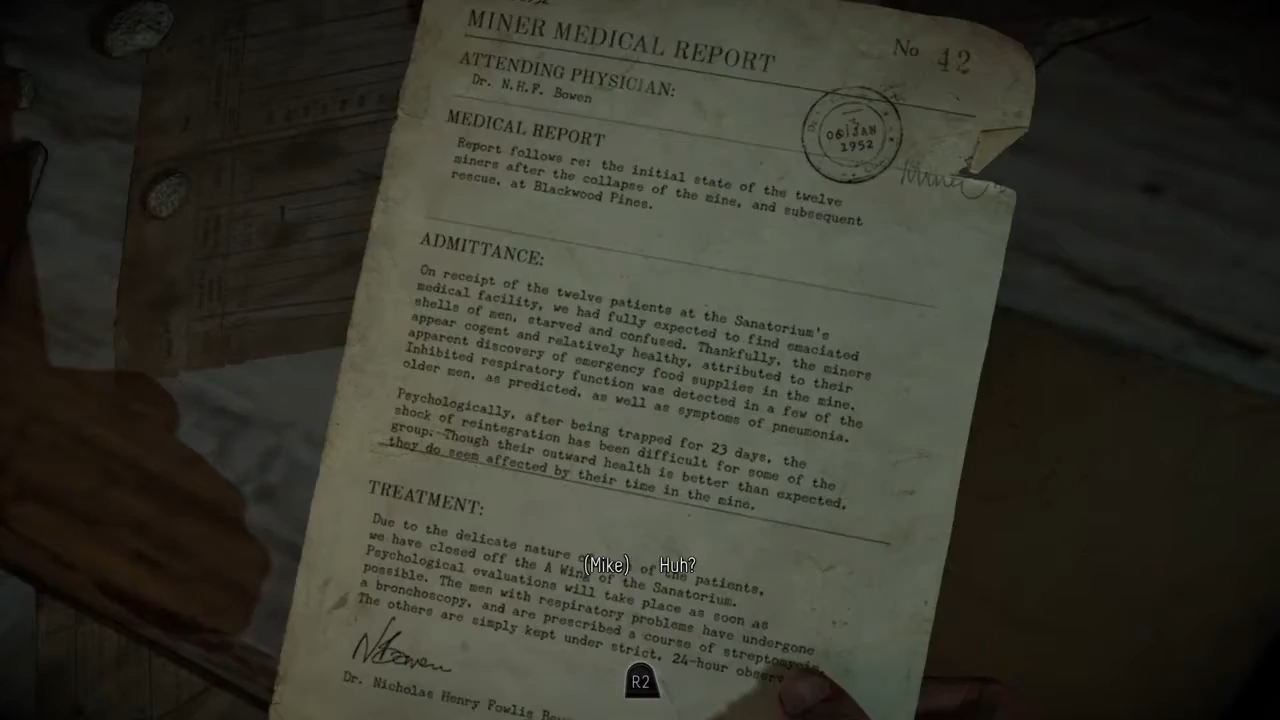 MINER MEDICAL REPORT
No 42
ATTENDING PHYSICIAN:
Dr. N.H.F. Bowen
06 JAN
1952
MEDICAL REPORT
Report follows re: the initial state of the twelve
miners after the collapse of the mine, and subsequent
rescue, at Blackwood Pines.
ADMITTANCE:
On receipt of the twelve patients at the Sanatorium's
medical facility, we had fully expected to find emaciated
shells of men, starved and confused. Thankfully, the miners
appear cogent and relatively healthy, attributed to their
apparent discovery of emergency food supplies in the mine.
Inhibited respiratory function was detected in a few of the
older men, as predicted, as well as symptoms of pneumonia.
Psychologically, after being trapped for 23 days, the
shock of reintegration has been difficult for some of the
group. Though their outward health is better than expected,
they do seem affected by their time in the mine.
TREATMENT:
Due to the delicate nature of the patients,
we have closed off the A Wing of the Sanatorium.
Psychological evaluations will take place as soon as
possible. The men with respiratory problems have undergone
a bronchoscopy, and are prescribed a course of streptomycin.
The others are simply kept under strict, 24-hour observ
(Mike) Huh?
R2
Dr. Nicholas Henry Fowlis Bow